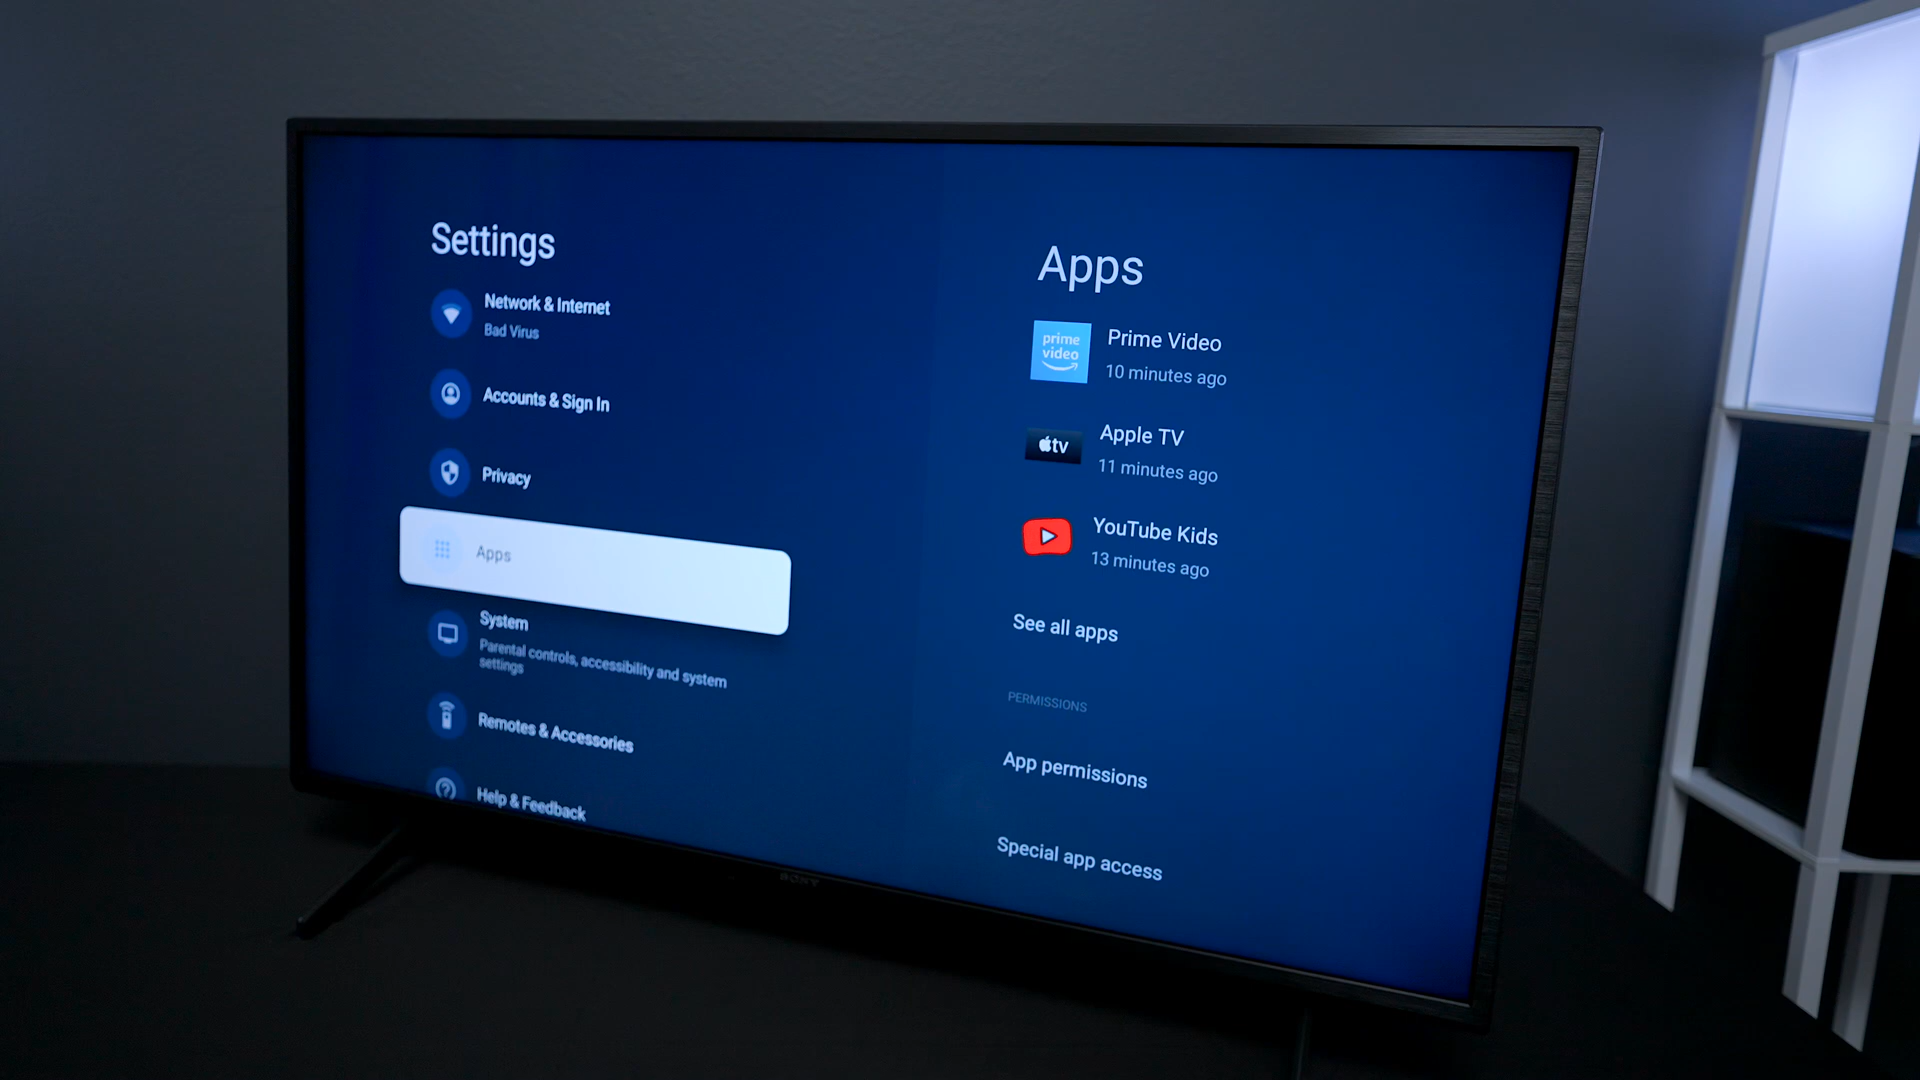 Settings
Network & Internet
Bad Virus
Accounts & Sign In
Privacy
Apps
System
Parental controls, accessibility and system
settings
Remotes & Accessories
Help & Feedback
Apps
prime
video
Prime Video
10 minutes ago
tv
Apple TV
11 minutes ago
YouTube Kids
13 minutes ago
See all apps
PERMISSIONS
App permissions
Special app access
SONY